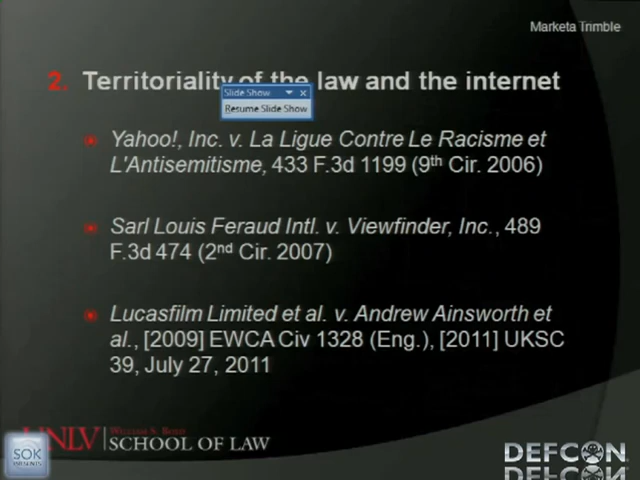 Marketa Trimble
2. Territoriality of the law and the internet
Slide Show
Resume Slide Show
Yahoo!, Inc. v. La Ligue Contre Le Racisme et
L'Antisemitisme, 433 F.3d 1199 (9th Cir. 2006)
Sarl Louis Feraud Intl. v. Viewfinder, Inc., 489
F.3d 474 (2nd Cir. 2007)
Lucasfilm Limited et al. v. Andrew Ainsworth et
al., [2009] EWCA Civ 1328 (Eng.), [2011] UKSC
39, July 27, 2011
UNLV WILLIAM S. BOYD
SCHOOL OF LAW
SOK
DEFCON